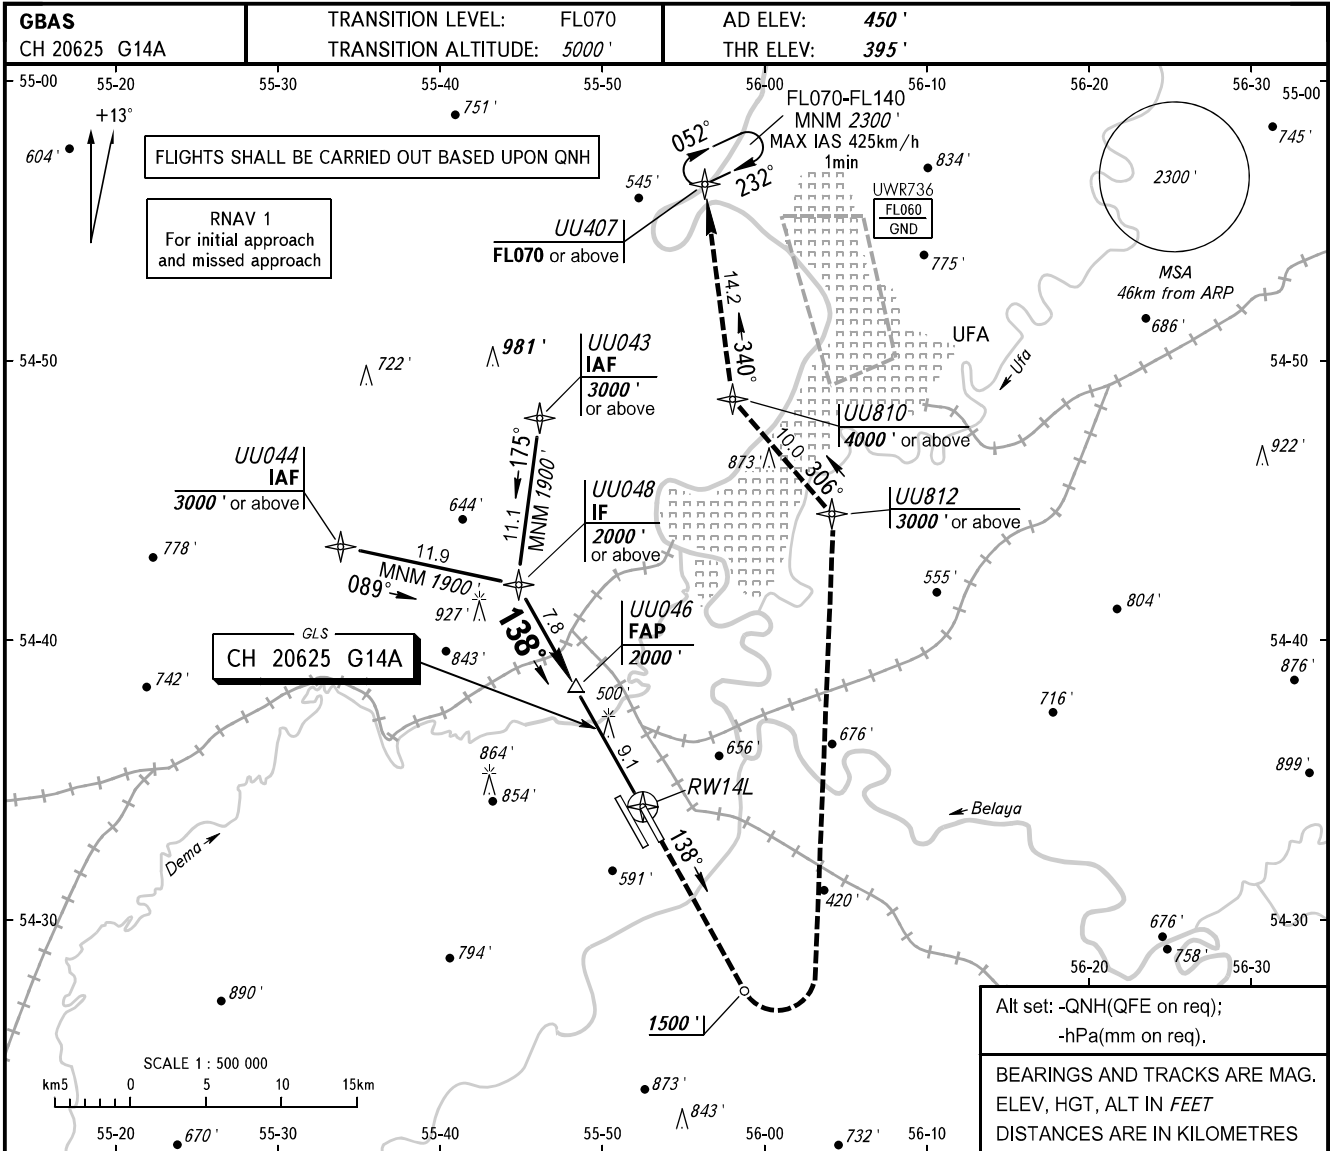 GBAS
CH 20625 G14A
TRANSITION LEVEL: FL070
TRANSITION ALTITUDE: 5000 '
AD ELEV: 450 '
THR ELEV: 395 '
55-00
55-20
55-30
55-40
55-50
56-00
56-10
56-20
56-30
55-00
+13°
604 '
751 '
745 '
FLIGHTS SHALL BE CARRIED OUT BASED UPON QNH
RNAV 1
For initial approach
and missed approach
FL070-FL140
MNM 2300 '
MAX IAS 425km/h
1min
052°
232°
545 '
834 '
UWR736
FL060
GND
2300 '
MSA
46km from ARP
UU407
FL070 or above
775 '
686 '
14.2
340°
UFA
Ufa
54-50
54-50
722 '
981 '
UU043
IAF
3000 '
or above
UU810
4000 ' or above
922 '
873 '
10.0
306°
UU044
IAF
3000 ' or above
175°
11.1
MNM 1900 '
UU048
IF
2000 '
or above
UU812
3000 ' or above
644 '
778 '
11.9
MNM 1900 '
089°
927 '
555 '
804 '
7.8
138°
UU046
FAP
2000 '
54-40
54-40
GLS
CH 20625 G14A
843 '
742 '
500 '
876 '
716 '
676 '
656 '
9.1
864 '
854 '
899 '
RW14L
Belaya
Dema
138°
591 '
420 '
54-30
54-30
676 '
758 '
794 '
890 '
56-20
56-30
1500 '
Alt set: -QNH(QFE on req);
-hPa(mm on req).
SCALE 1 : 500 000
km5 0 5 10 15km
873 '
843 '
BEARINGS AND TRACKS ARE MAG.
ELEV, HGT, ALT IN FEET
DISTANCES ARE IN KILOMETRES
55-20
670 '
55-30
55-40
55-50
56-00
732 '
56-10